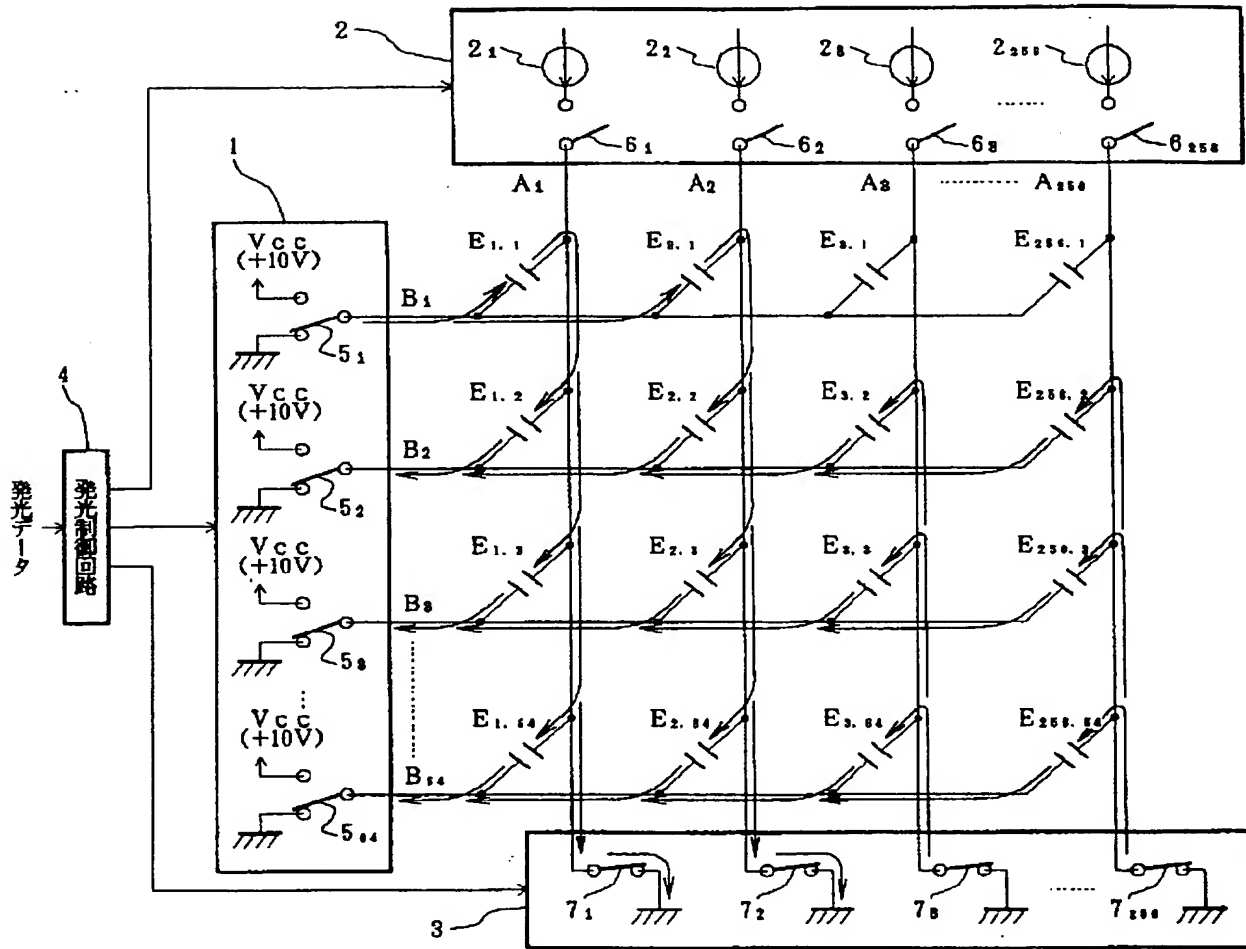 2
2₁
2₂
2₃
2₂₅₆
6₁
6₂
6₃
6₂₅₆
A₁
A₂
A₃
A₂₅₆
1
Vcc
(+10V)
5₁
B₁
E₁.₁
E₂.₁
E₃.₁
E₂₅₆.₁
Vcc
(+10V)
5₂
B₂
E₁.₂
E₂.₂
E₃.₂
E₂₅₆.₂
4
発光データ
発光制御回路
Vcc
(+10V)
5₃
B₃
E₁.₃
E₂.₃
E₃.₃
E₂₅₆.₃
Vcc
(+10V)
5₆₄
B₆₄
E₁.₆₄
E₂.₆₄
E₃.₆₄
E₂₅₆.₆₄
3
7₁
7₂
7₃
7₂₅₆